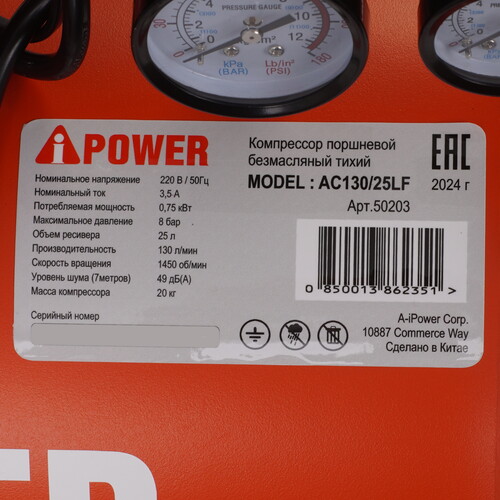 PRESSURE GAUGE
kPa
(BAR)
Lb/in²
(PSI)
iPOWER
Компрессор поршневой
безмасляный тихий
MODEL : AC130/25LF
Арт.50203
EAC
2024 г
Номинальное напряжение 220 В / 50Гц
Номинальный ток 3,5 А
Потребляемая мощность 0,75 кВт
Максимальное давление 8 бар
Объем ресивера 25 л
Производительность 130 л/мин
Скорость вращения 1450 об/мин
Уровень шума (7метров) 49 дБ(А)
Масса компрессора 20 кг
Серийный номер
0 850013 862351 >
A-iPower Corp.
10887 Commerce Way
Сделано в Китае